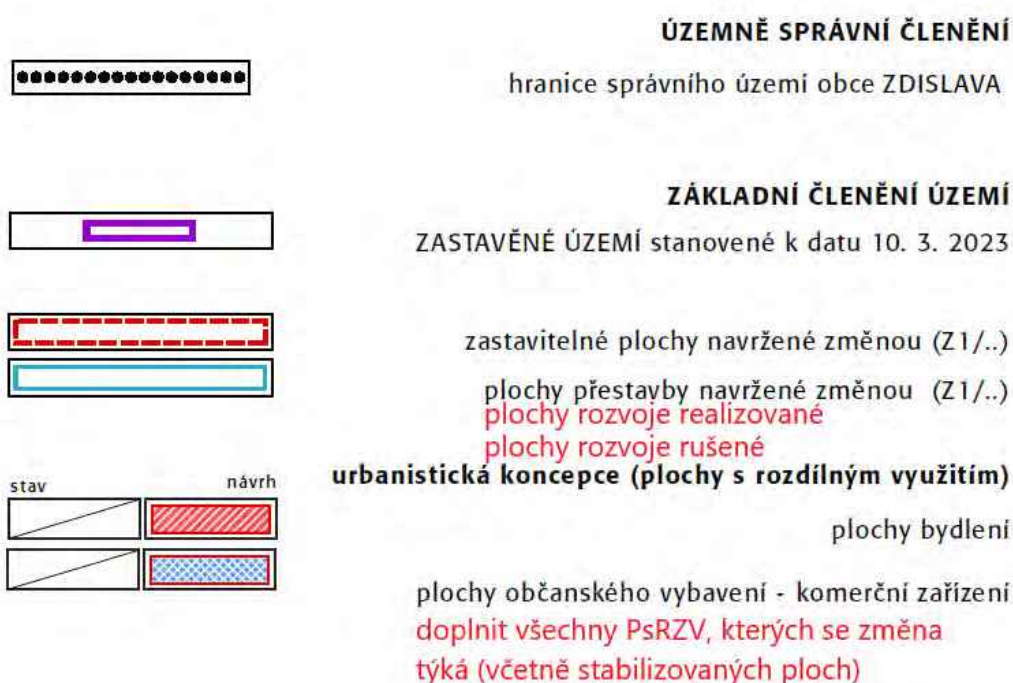 ÚZEMNĚ SPRÁVNÍ ČLENĚNÍ
hranice správního území obce ZDISLAVA
ZÁKLADNÍ ČLENĚNÍ ÚZEMÍ
ZASTAVĚNÉ ÚZEMÍ stanovené k datu 10. 3. 2023
zastavitelné plochy navržené změnou (Z1/..)
plochy přestavby navržené změnou (Z1/..)
plochy rozvoje realizované
plochy rozvoje rušené
urbanistická koncepce (plochy s rozdílným využitím)
stav návrh
plochy bydlení
plochy občanského vybavení - komerční zařízení
doplnit všechny PsRZV, kterých se změna
týká (včetně stabilizovaných ploch)